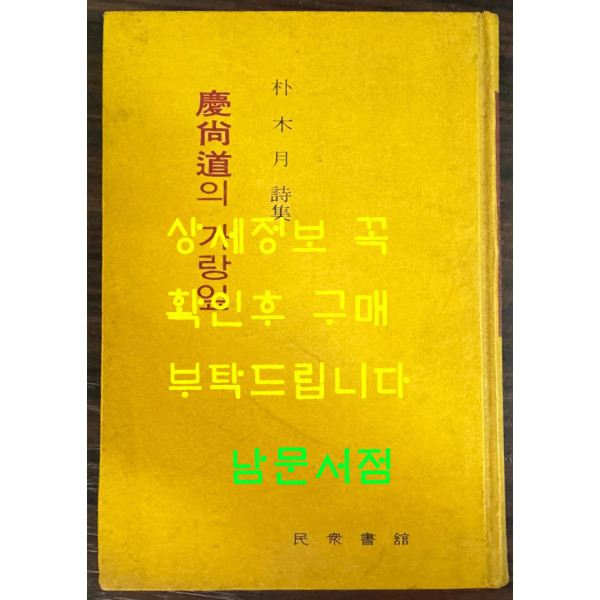 朴木月 詩集
慶尙道의 가랑잎
상세정보 꼭
확인후 구매
부탁드립니다
남문서점
民衆書舘